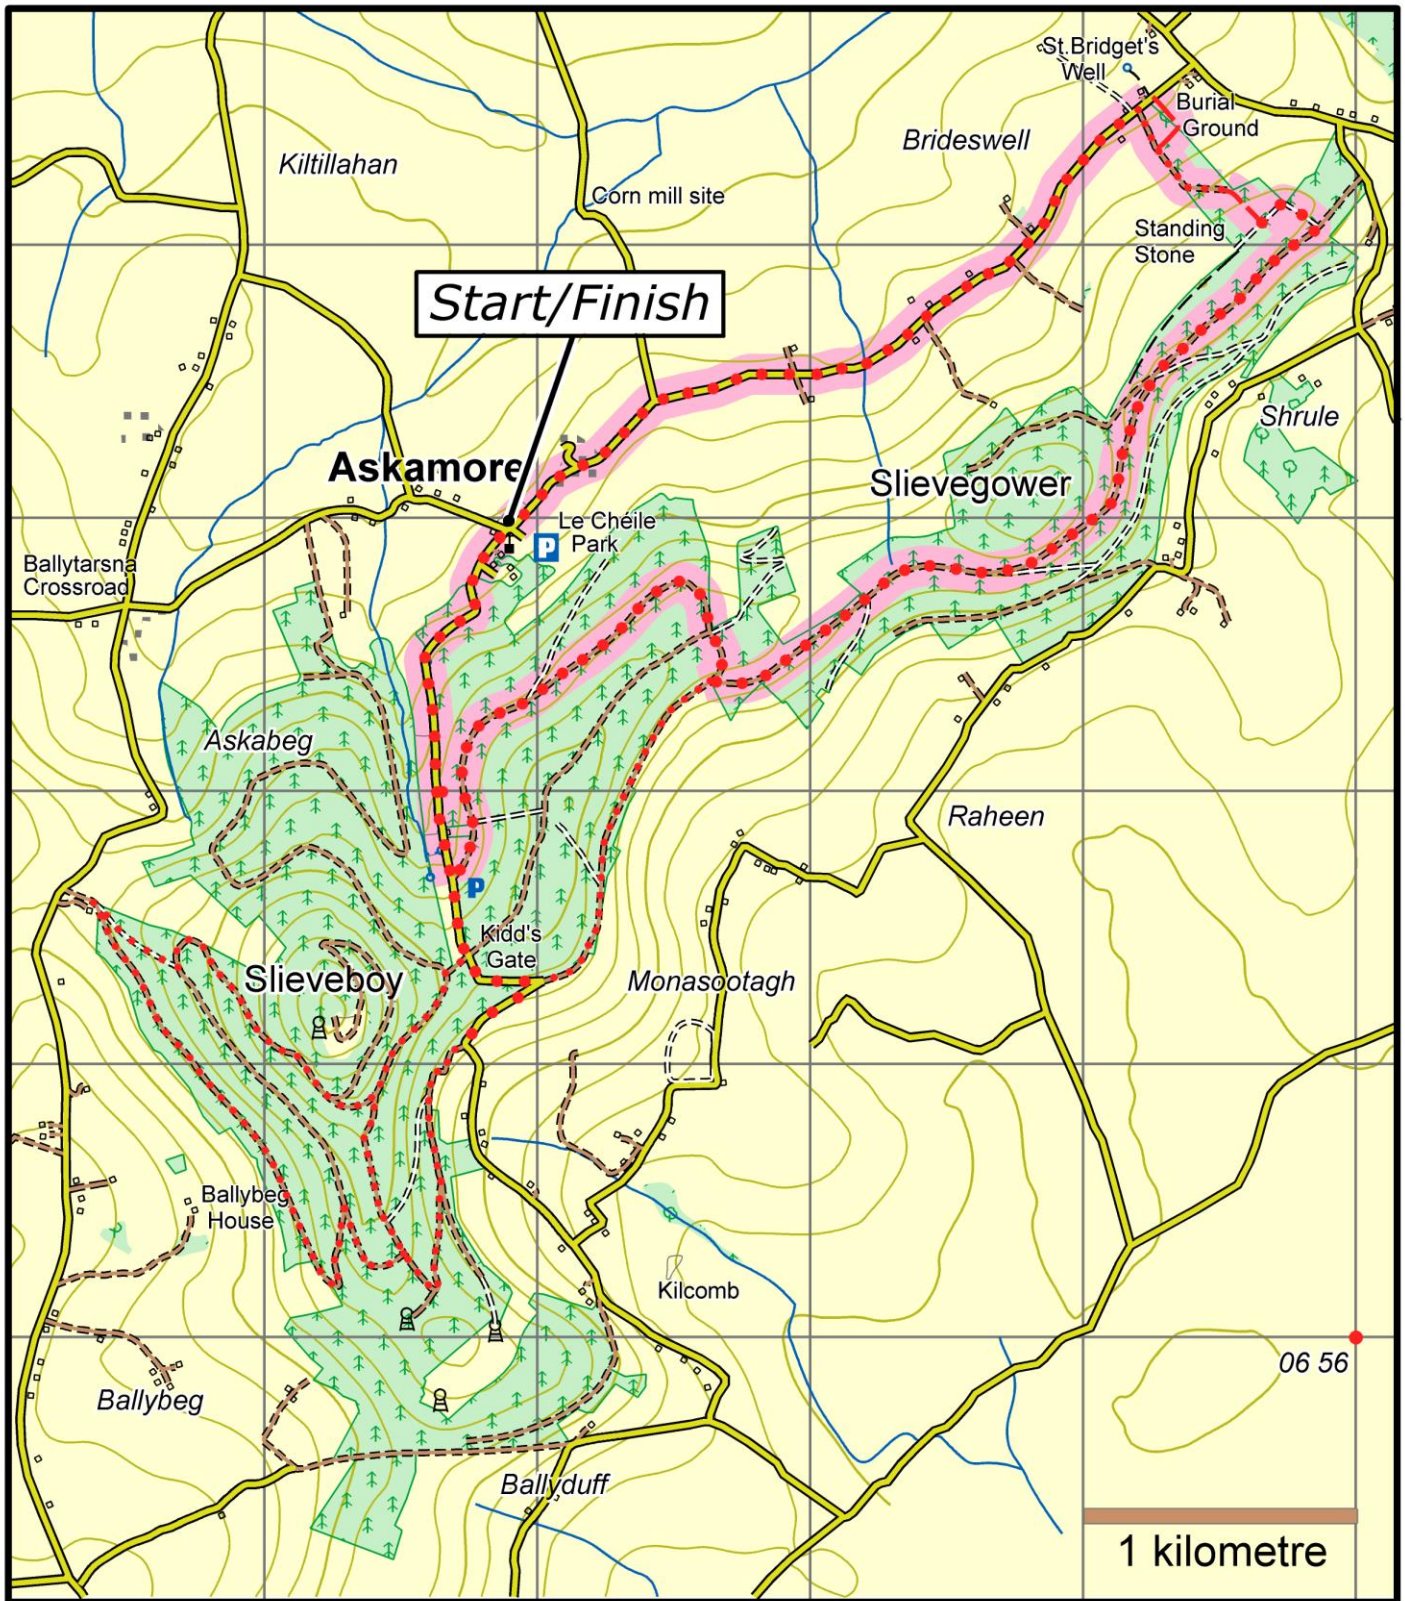 St.Bridget's
Well
Burial
Ground
Brideswell
Kiltillahan
Corn mill site
Standing
Stone
Start/Finish
Shrule
Askamore
Slievegower
Le Chéile
Park
P
Ballytarsna
Crossroad
Askabeg
Raheen
P
Kidd's
Gate
Slieveboy
Monasootagh
Ballybeg
House
Kilcomb
06 56
Ballybeg
Ballyduff
1 kilometre